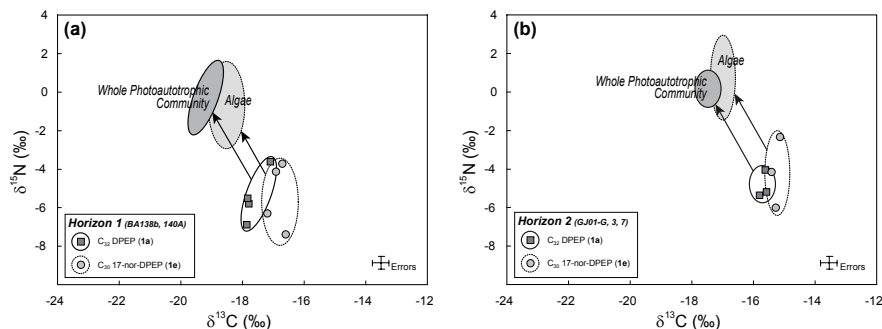 (a)
δ¹⁵N (‰)
4
2
0
-2
-4
-6
-8
Whole Photoautrophic
Community
Algae
Horizon 1 (BA138b, 140A)
C₃₂ DPEP (1a)
C₃₀ 17-nor-DPEP (1e)
Errors
-24 -22 -20 -18 -16 -14 -12
δ¹³C (‰)
(b)
δ¹⁵N (‰)
4
2
0
-2
-4
-6
-8
Algae
Whole Photoautotrophic
Community
Horizon 2 (GJ01-G, 3, 7)
C₃₂ DPEP (1a)
C₃₀ 17-nor-DPEP (1e)
Errors
-24 -22 -20 -18 -16 -14 -12
δ¹³C (‰)